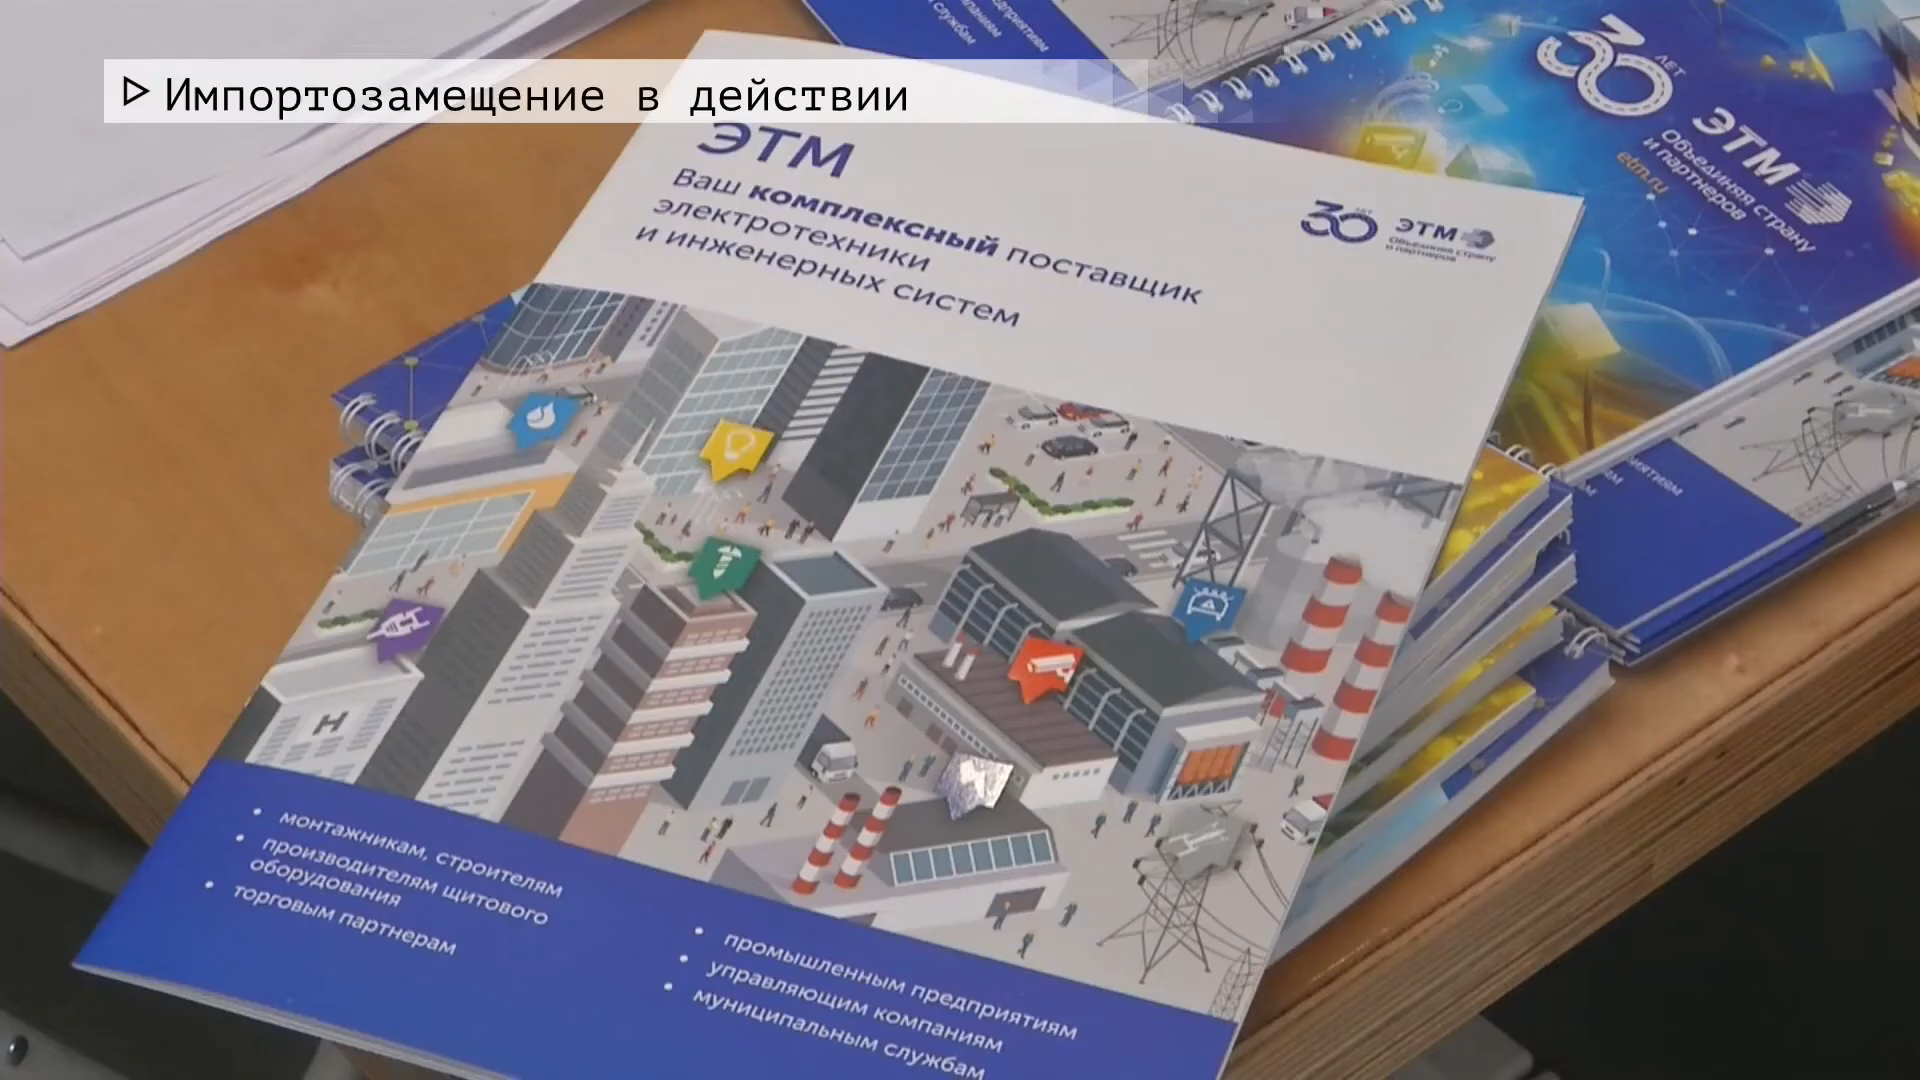 Импортозамещение в действии
ЭТМ
Ваш комплексный поставщик
электротехники
и инженерных систем
30 ЛЕТ
ЭТМ
Объединяя страну
и партнеров
H
• монтажникам, строителям
• производителям щитового
оборудования
• торговым партнерам
• промышленным предприятиям
• управляющим компаниям
• муниципальным службам
30 ЛЕТ
ЭТМ
Объединяя страну
и партнеров
etm.ru
службам